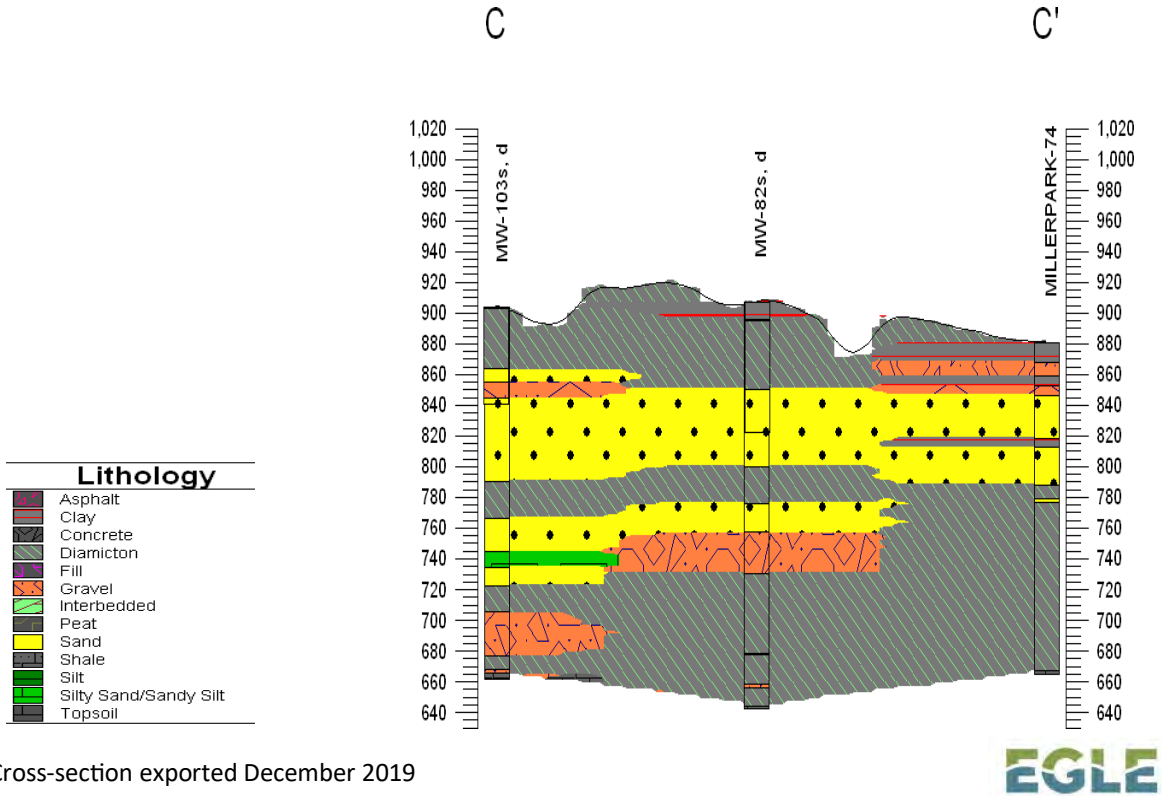 C
C'
1,020
1,000
980
960
940
920
900
880
860
840
820
800
780
760
740
720
700
680
660
640
MW-103s, d
MW-82s, d
MILLERPARK-74
1,020
1,000
980
960
940
920
900
880
860
840
820
800
780
760
740
720
700
680
660
640
Lithology
Asphalt
Clay
Concrete
Diamicton
Fill
Gravel
Interbedded
Peat
Sand
Shale
Silt
Silty Sand/Sandy Silt
Topsoil
Cross-section exported December 2019
EGLE